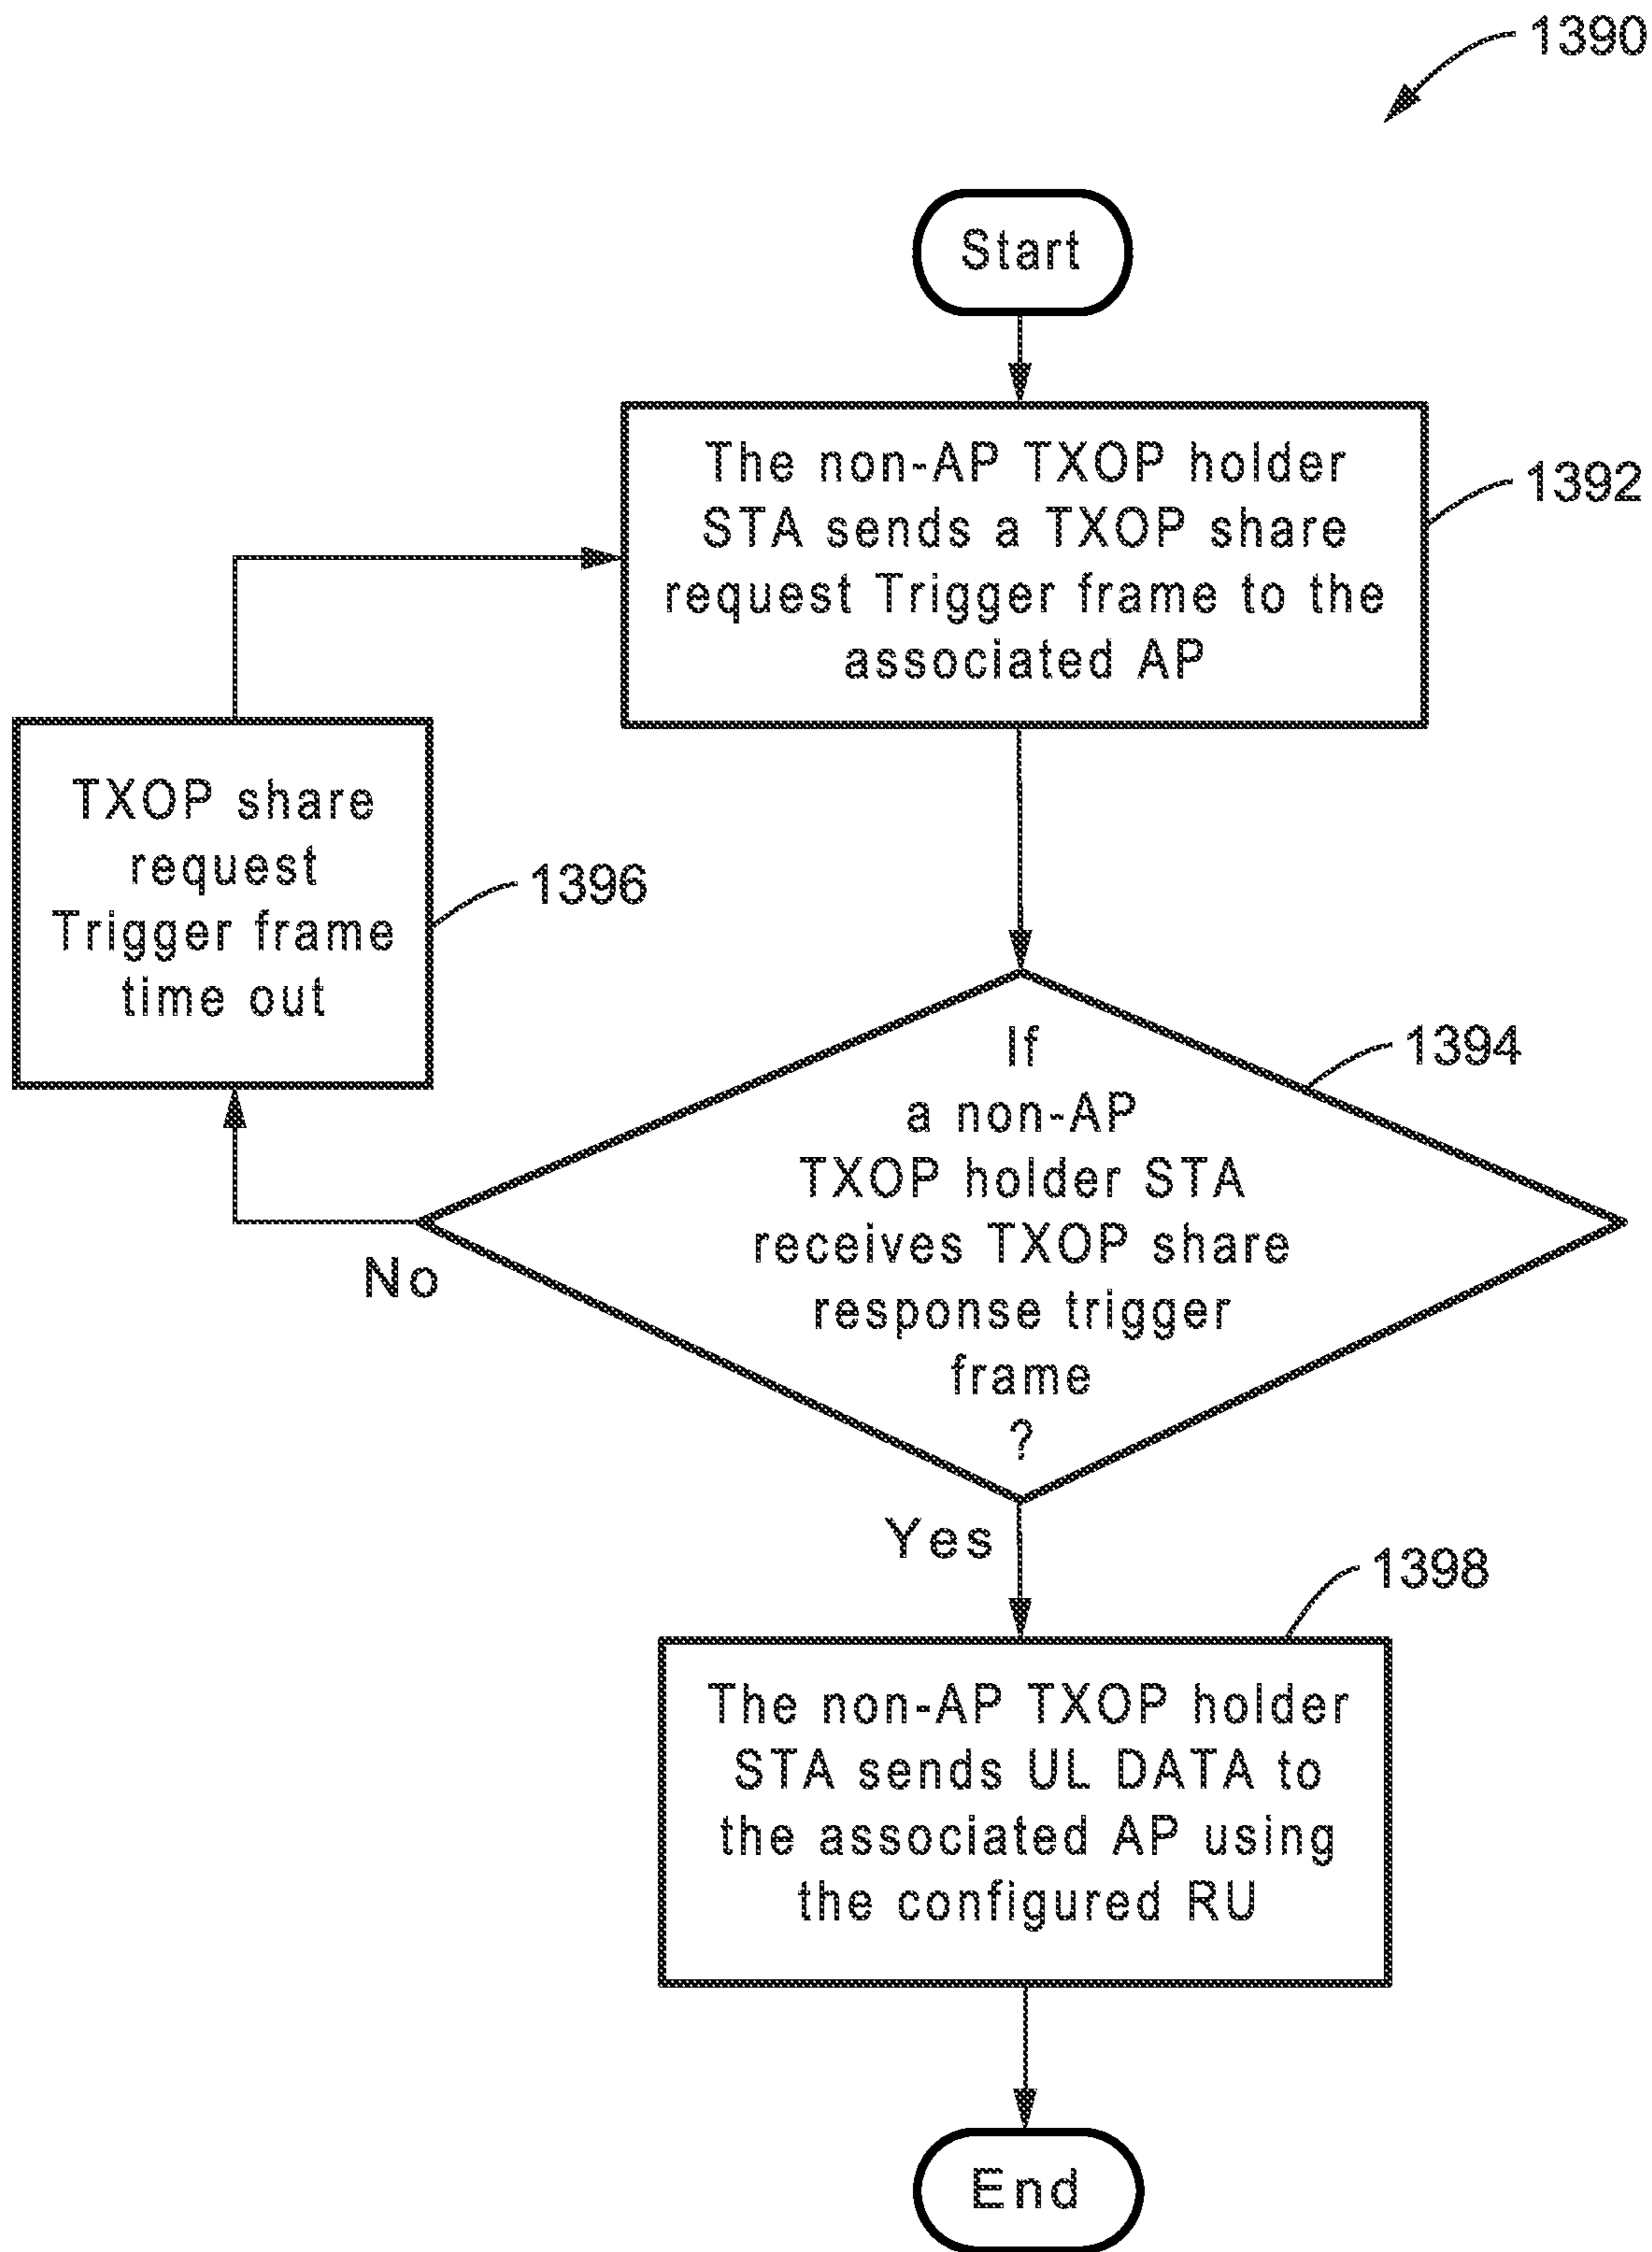 1390
Start
The non-AP TXOP holder
STA sends a TXOP share
request Trigger frame to the
associated AP
1392
TXOP share
request
Trigger frame
time out
1396
If
a non-AP
TXOP holder STA
receives TXOP share
response trigger
frame
?
1394
No
Yes
1398
The non-AP TXOP holder
STA sends UL DATA to
the associated AP using
the configured RU
End